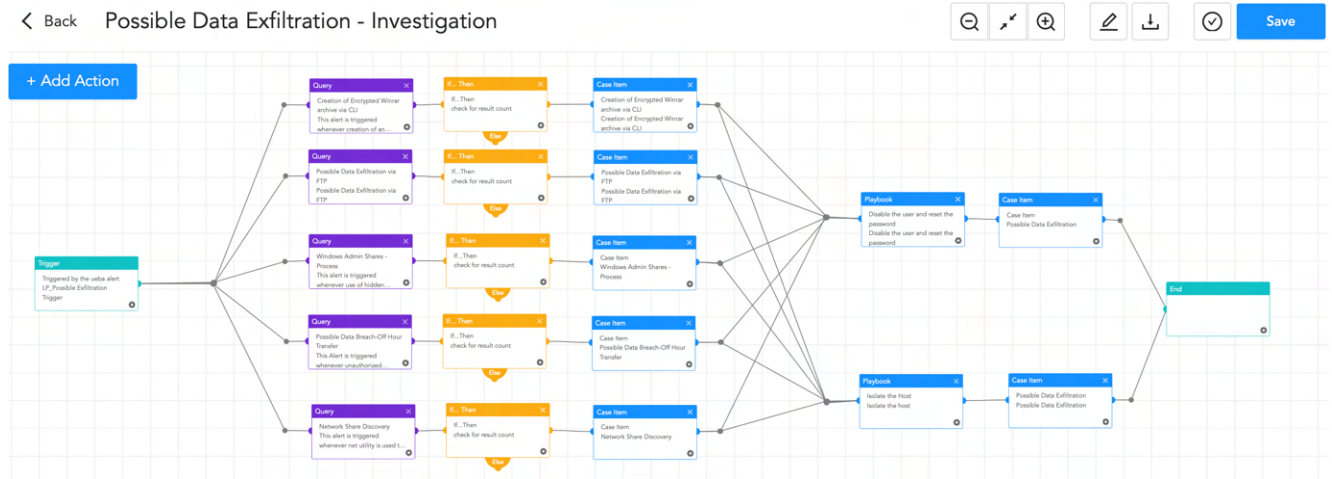 Back
Possible Data Exfiltration - Investigation
Save
+ Add Action
Trigger
Triggered by the ueba alert
LP_Possible Exfiltration
Trigger
Query
Creation of Encrypted Winrar
archive via CLI
This alert is triggered
whenever creation of an...
If... Then
If...Then
check for result count
Else
Case Item
Creation of Encrypted Winrar
archive via CLI
Creation of Encrypted Winrar
archive via CLI
Query
Possible Data Exfiltration via
FTP
Possible Data Exfiltration via
FTP
If... Then
If...Then
check for result count
Else
Case Item
Possible Data Exfiltration via
FTP
Possible Data Exfiltration via
FTP
Query
Windows Admin Shares -
Process
This alert is triggered
whenever use of hidden...
If... Then
If...Then
check for result count
Else
Case Item
Case Item
Windows Admin Shares -
Process
Query
Possible Data Breach-Off Hour
Transfer
This Alert is triggered
whenever unauthorized...
If... Then
If...Then
check for result count
Else
Case Item
Case Item
Possible Data Breach-Off Hour
Transfer
Query
Network Share Discovery
This alert is triggered
whenever net utility is used t...
If... Then
If...Then
check for result count
Else
Case Item
Case Item
Network Share Discovery
Playbook
Disable the user and reset the
password
Disable the user and reset the
password
Case Item
Case Item
Possible Data Exfiltration
Playbook
Isolate the Host
Isolate the host
Case Item
Possible Data Exfiltration
Possible Data Exfiltration
End